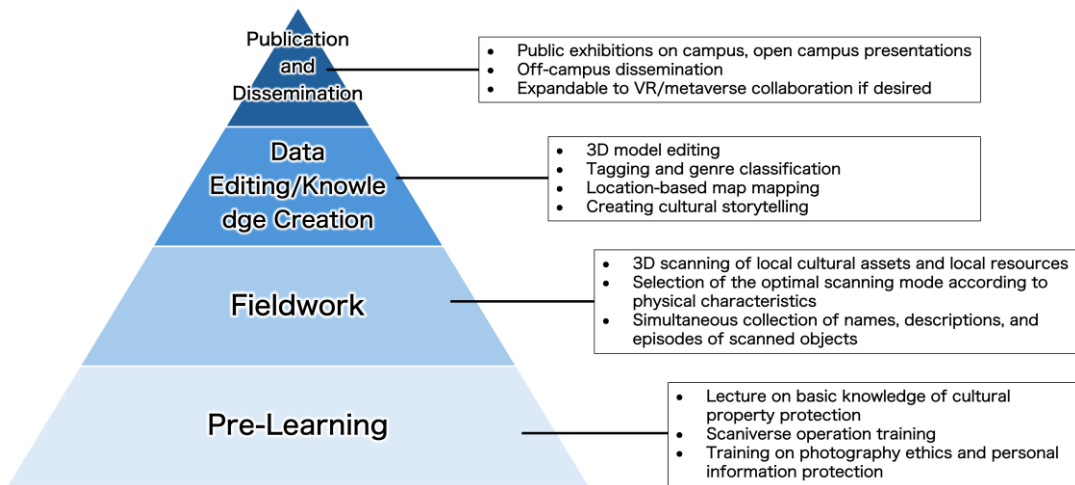 Publication
and
Dissemination
• Public exhibitions on campus, open campus presentations
• Off-campus dissemination
• Expandable to VR/metaverse collaboration if desired
Data
Editing/Knowle
dge Creation
• 3D model editing
• Tagging and genre classification
• Location-based map mapping
• Creating cultural storytelling
Fieldwork
• 3D scanning of local cultural assets and local resources
• Selection of the optimal scanning mode according to
physical characteristics
• Simultaneous collection of names, descriptions, and
episodes of scanned objects
Pre-Learning
• Lecture on basic knowledge of cultural
property protection
• Scaniverse operation training
• Training on photography ethics and personal
information protection